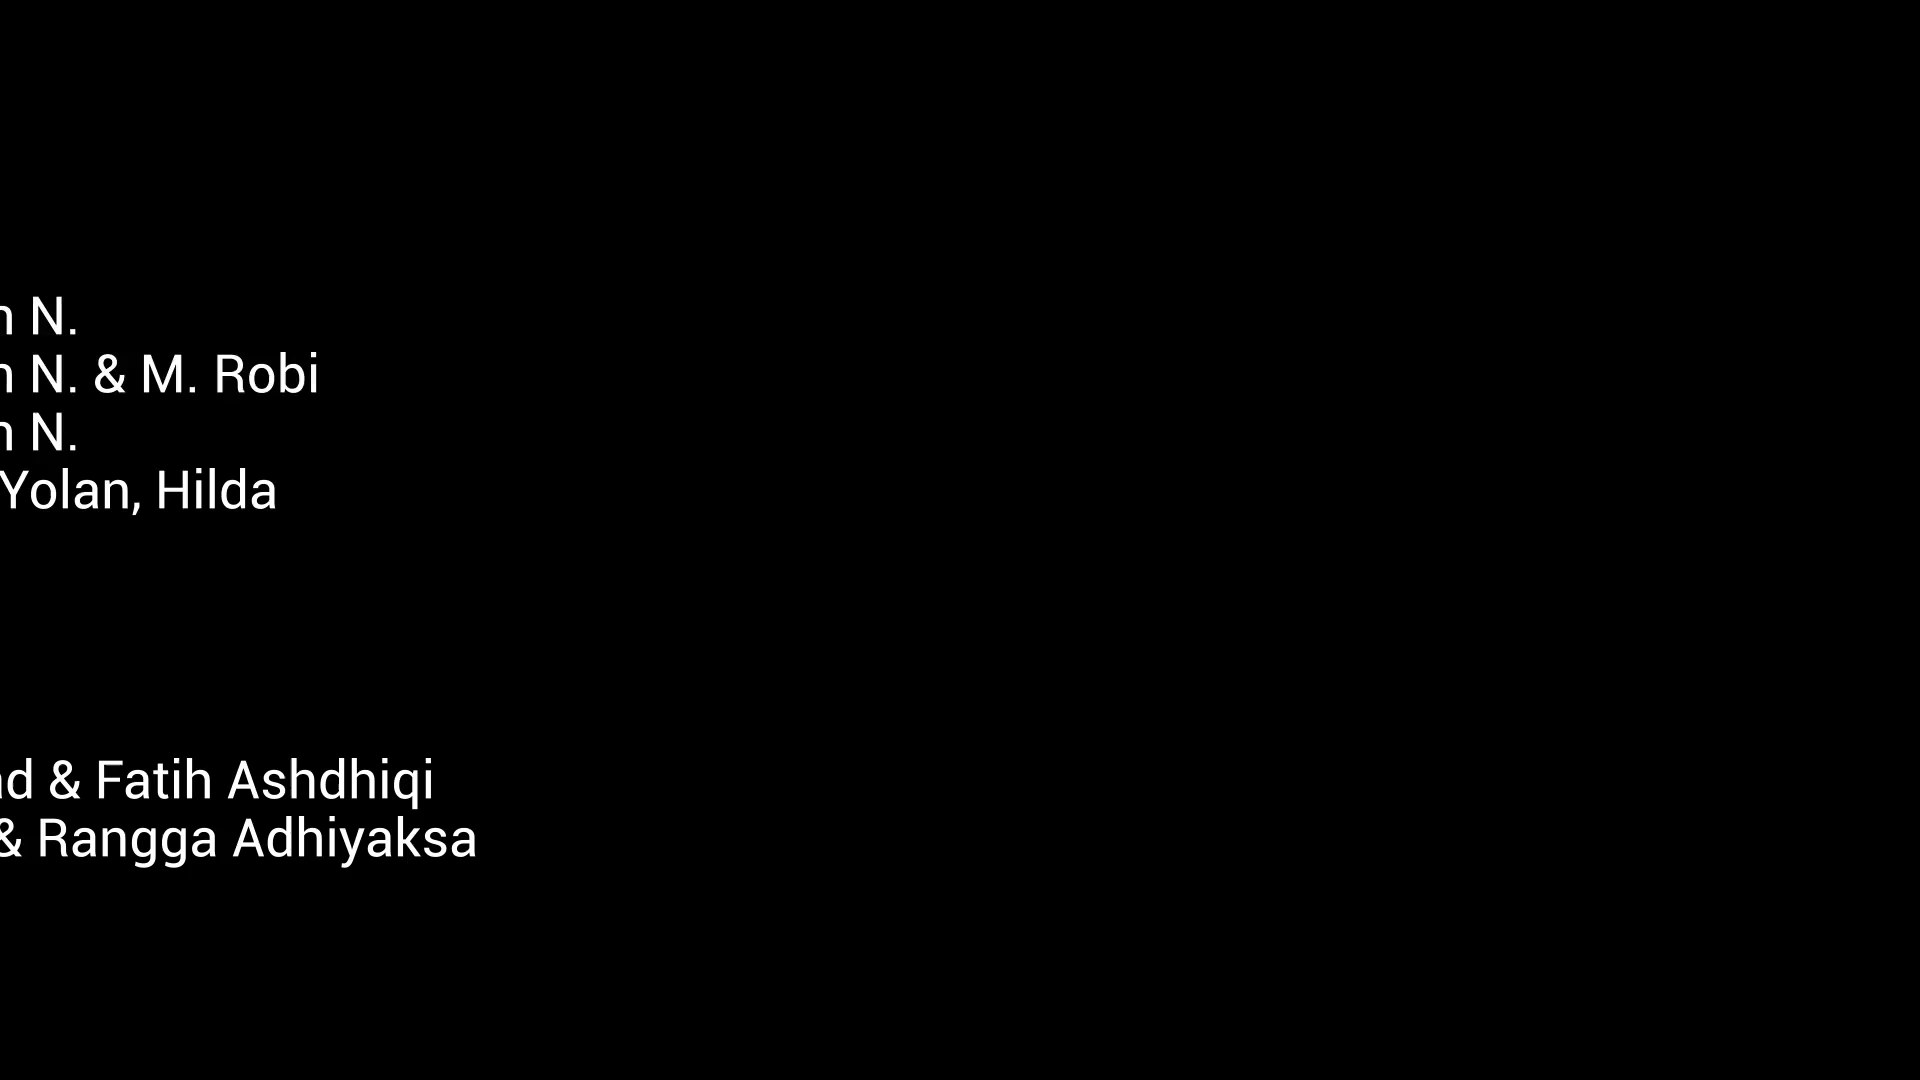 N.
N. & M. Robi
N.
Yolan, Hilda
& Fatih Ashdhiqi
& Rangga Adhiyaksa